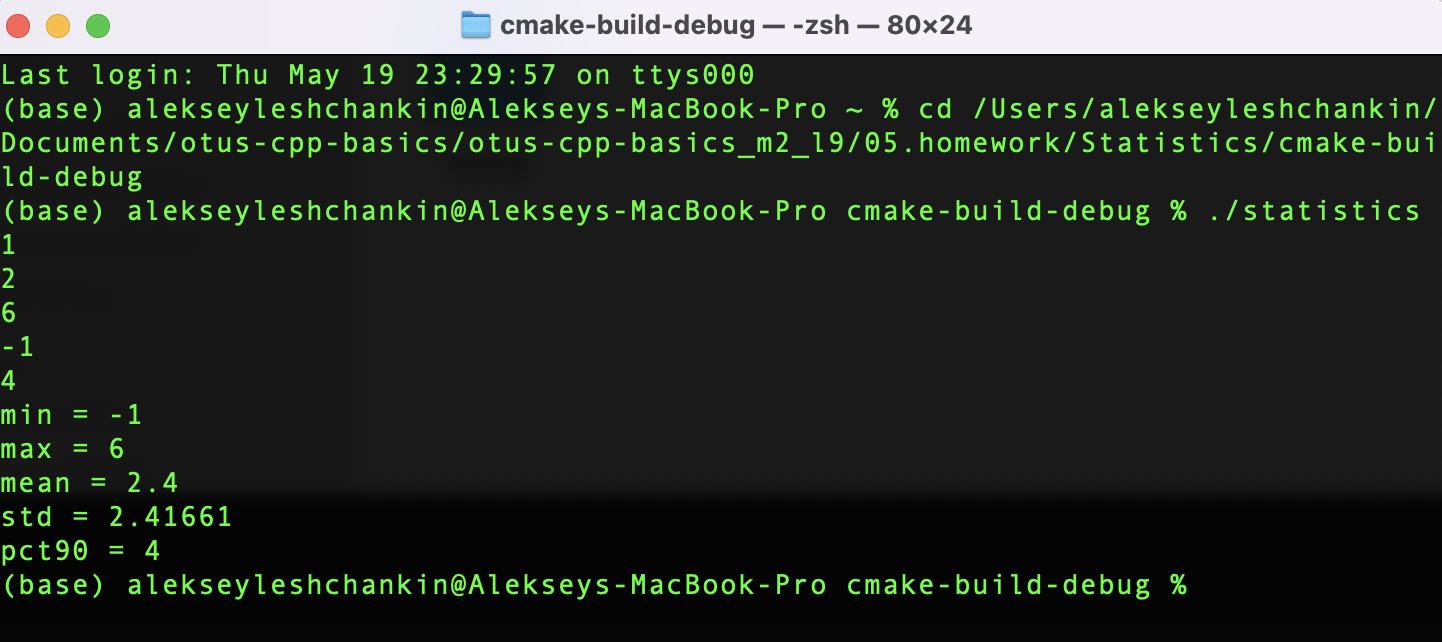 cmake-build-debug — -zsh — 80×24
Last login: Thu May 19 23:29:57 on ttys000
(base) alekseyleshchankin@Alekseys-MacBook-Pro ~ % cd /Users/alekseyleshchankin/
Documents/otus-cpp-basics/otus-cpp-basics_m2_l9/05.homework/Statistics/cmake-bui
ld-debug
(base) alekseyleshchankin@Alekseys-MacBook-Pro cmake-build-debug % ./statistics
1
2
6
-1
4
min = -1
max = 6
mean = 2.4
std = 2.41661
pct90 = 4
(base) alekseyleshchankin@Alekseys-MacBook-Pro cmake-build-debug %